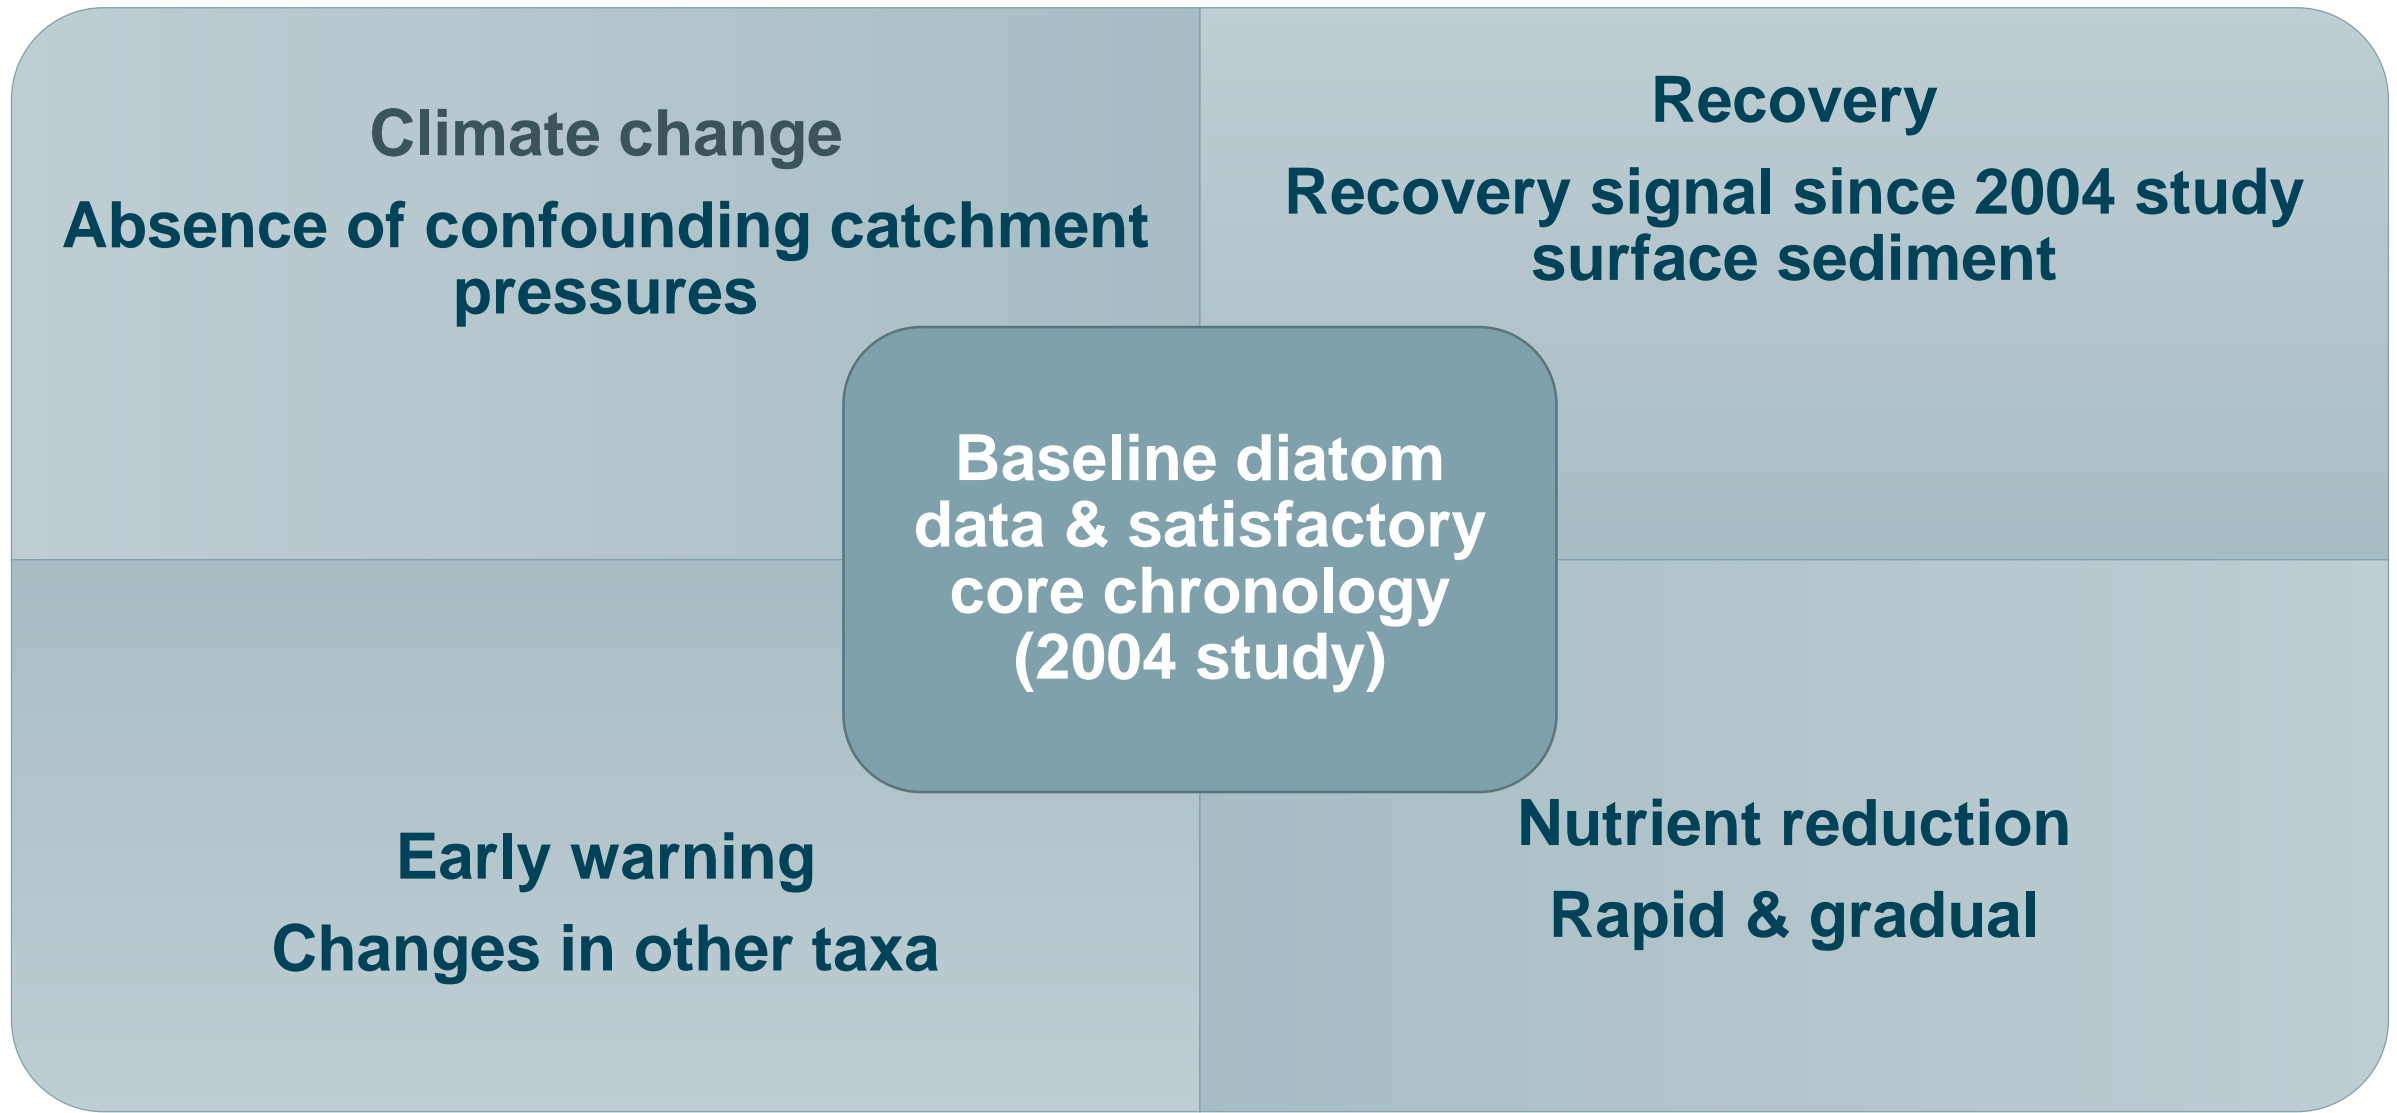 Climate change
Absence of confounding catchment
pressures
Recovery
Recovery signal since 2004 study
surface sediment
Baseline diatom
data & satisfactory
core chronology
(2004 study)
Early warning
Changes in other taxa
Nutrient reduction
Rapid & gradual